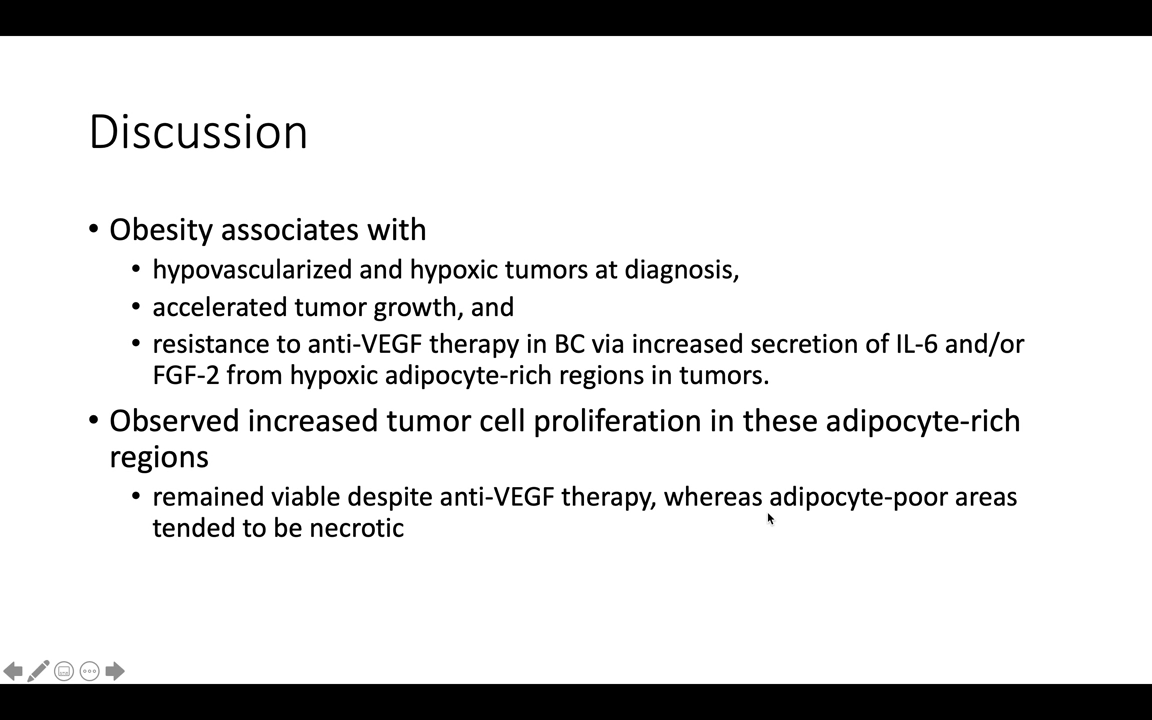 Discussion
• Obesity associates with
• hypovascularized and hypoxic tumors at diagnosis,
• accelerated tumor growth, and
• resistance to anti-VEGF therapy in BC via increased secretion of IL-6 and/or
FGF-2 from hypoxic adipocyte-rich regions in tumors.
• Observed increased tumor cell proliferation in these adipocyte-rich
regions
• remained viable despite anti-VEGF therapy, whereas adipocyte-poor areas
tended to be necrotic